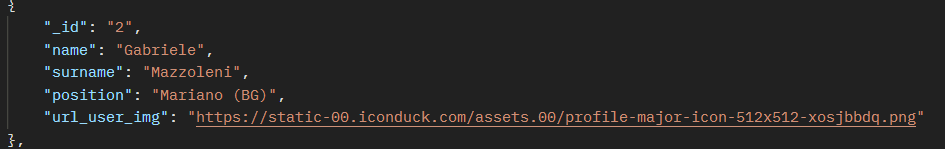 {
"_id": "2",
"name": "Gabriele",
"surname": "Mazzoleni",
"position": "Mariano (BG)",
"url_user_img": "https://static-00.iconduck.com/assets.00/profile-major-icon-512x512-xosjbbdq.png"
},